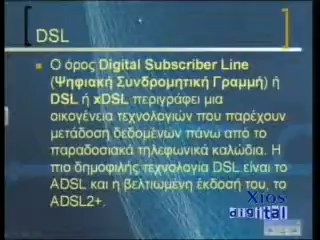 DSL
Ο όρος Digital Subscriber Line
(Ψηφιακή Συνδρομητική Γραμμή) ή
DSL ή xDSL περιγράφει μια
οικογένεια τεχνολογιών που παρέχουν
μετάδοση δεδομένων πάνω από το
παραδοσιακά τηλεφωνικά καλώδια. Η
πιο δημοφιλής τεχνολογία DSL είναι το
ADSL και η βελτιωμένη έκδοσή του, το
ADSL2+.
Xios
digital